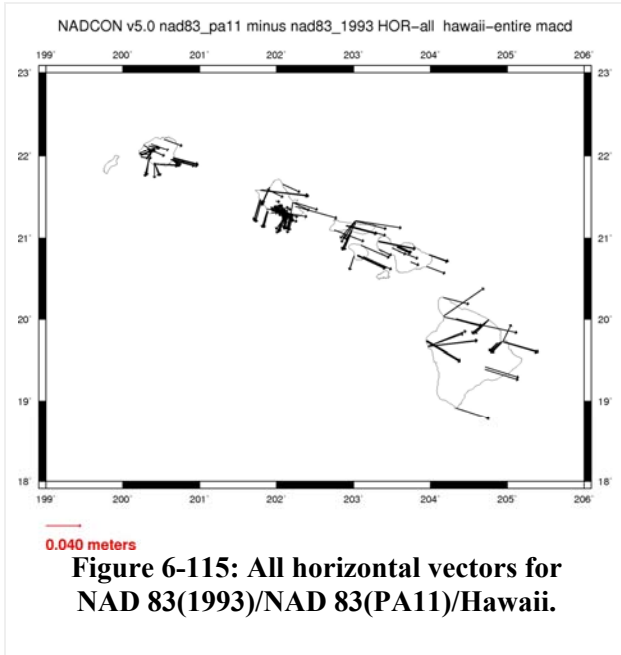 NADCON v5.0 nad83_pa11 minus nad83_1993 HOR−all hawaii−entire macd
199˚ 200˚ 201˚ 202˚ 203˚ 204˚ 205˚ 206˚
23˚ 23˚
22˚ 22˚
21˚ 21˚
20˚ 20˚
19˚ 19˚
18˚ 18˚
199˚ 200˚ 201˚ 202˚ 203˚ 204˚ 205˚ 206˚
0.040 meters
Figure 6-115: All horizontal vectors for
NAD 83(1993)/NAD 83(PA11)/Hawaii.